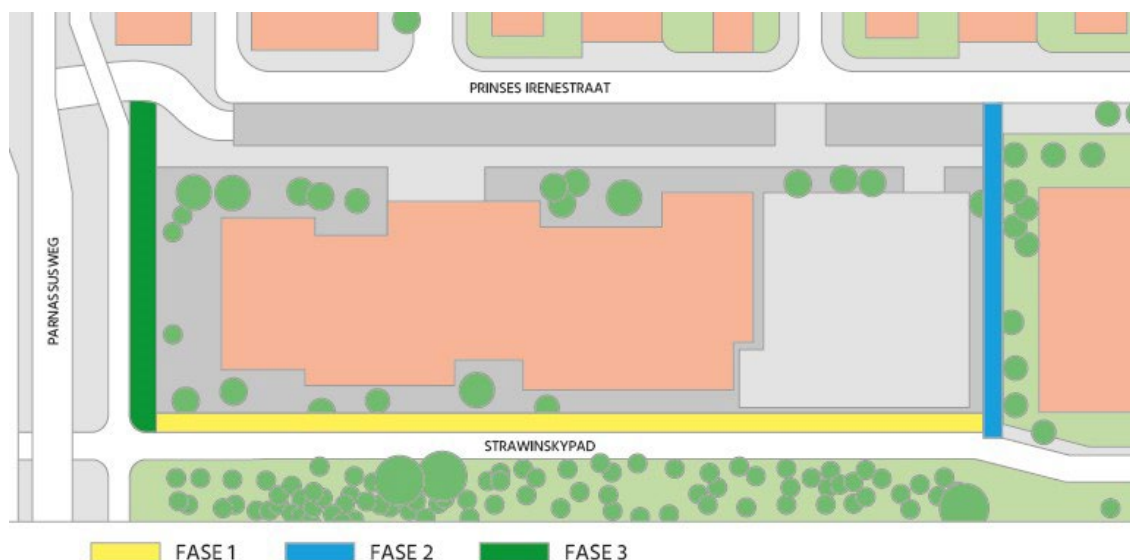 PRINSES IRENESTRAAT
PARNASSUSWEG
STRAWINSKYPAD
FASE 1
FASE 2
FASE 3